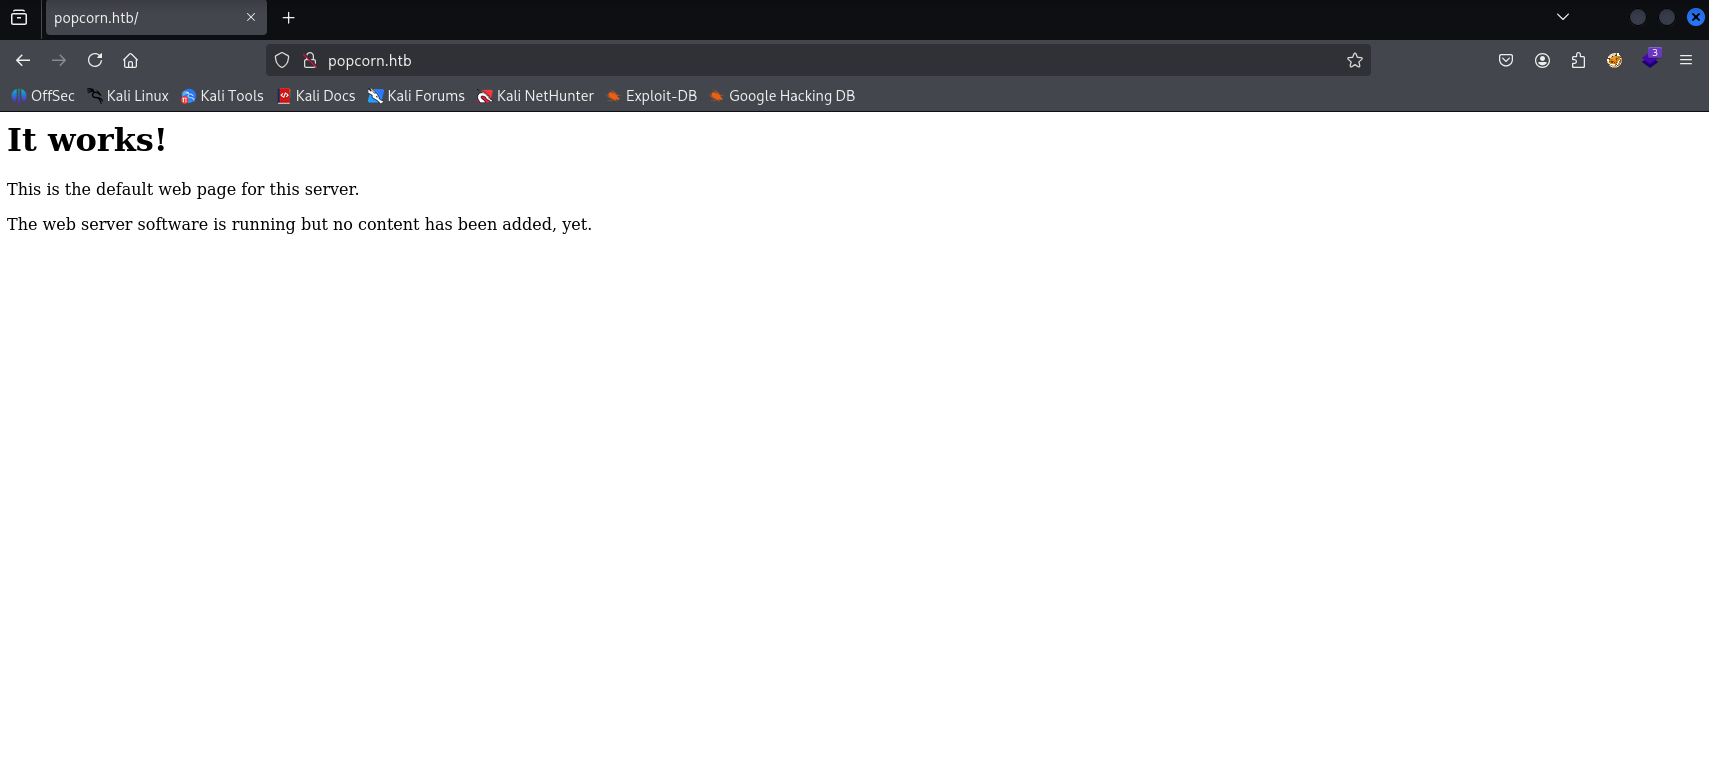 popcorn.htb/
popcorn.htb
3
OffSec Kali Linux Kali Tools Kali Docs Kali Forums Kali NetHunter Exploit-DB Google Hacking DB
It works!
This is the default web page for this server.
The web server software is running but no content has been added, yet.